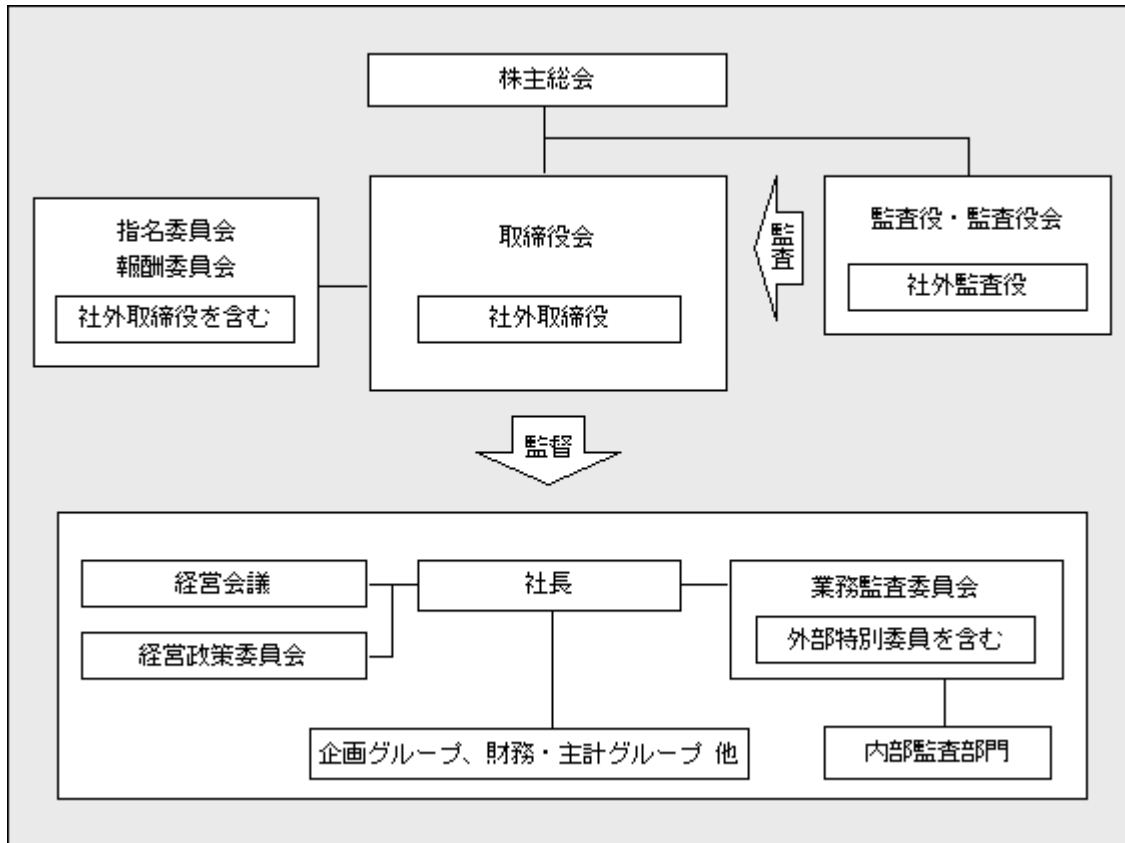 株主総会
指名委員会
報酬委員会
社外取締役を含む
取締役会
社外取締役
監査
監査役・監査役会
社外監査役
監督
経営会議
経営政策委員会
社長
業務監査委員会
外部特別委員を含む
企画グループ、財務・主計グループ 他
内部監査部門